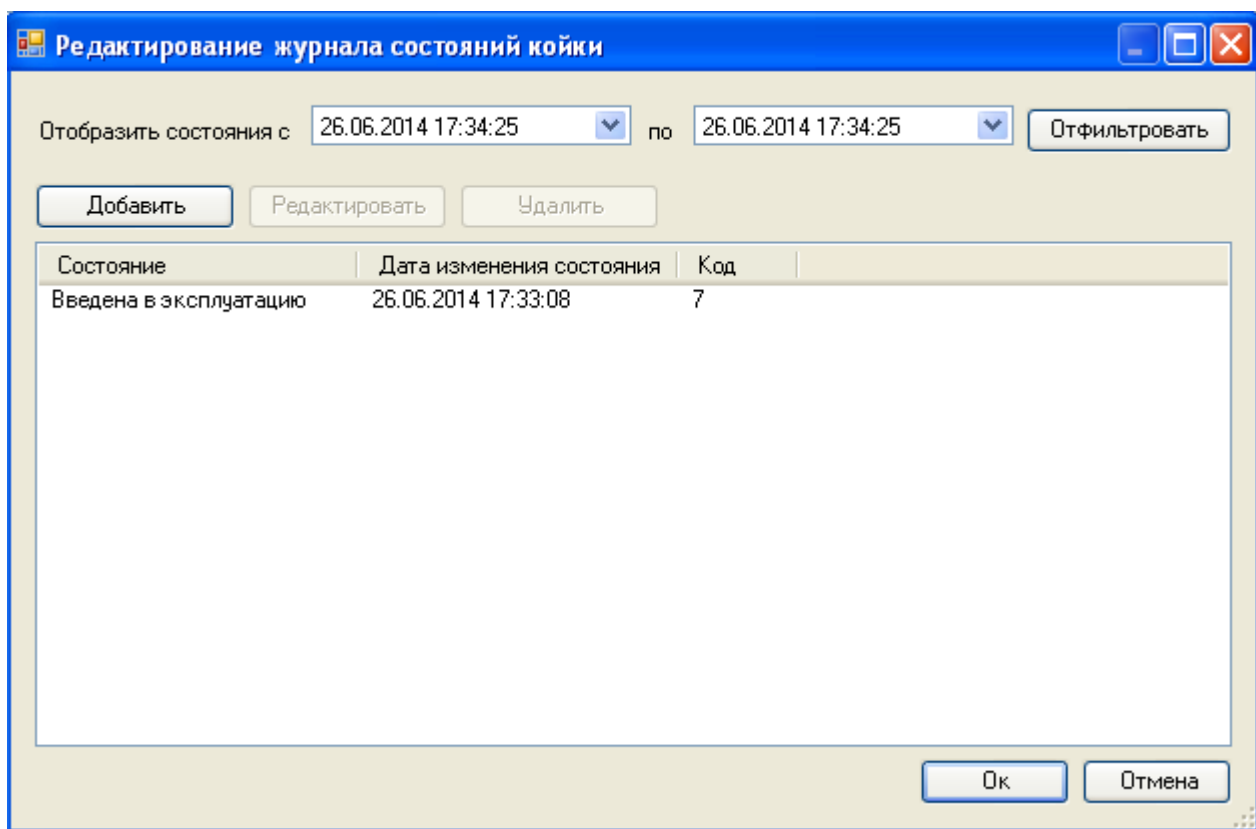 Редактирование журнала состояний койки
Отобразить состояния с 26.06.2014 17:34:25 по 26.06.2014 17:34:25 Отфильтровать
Добавить Редактировать Удалить
Состояние Дата изменения состояния Код
Введена в эксплуатацию 26.06.2014 17:33:08 7
Ок Отмена